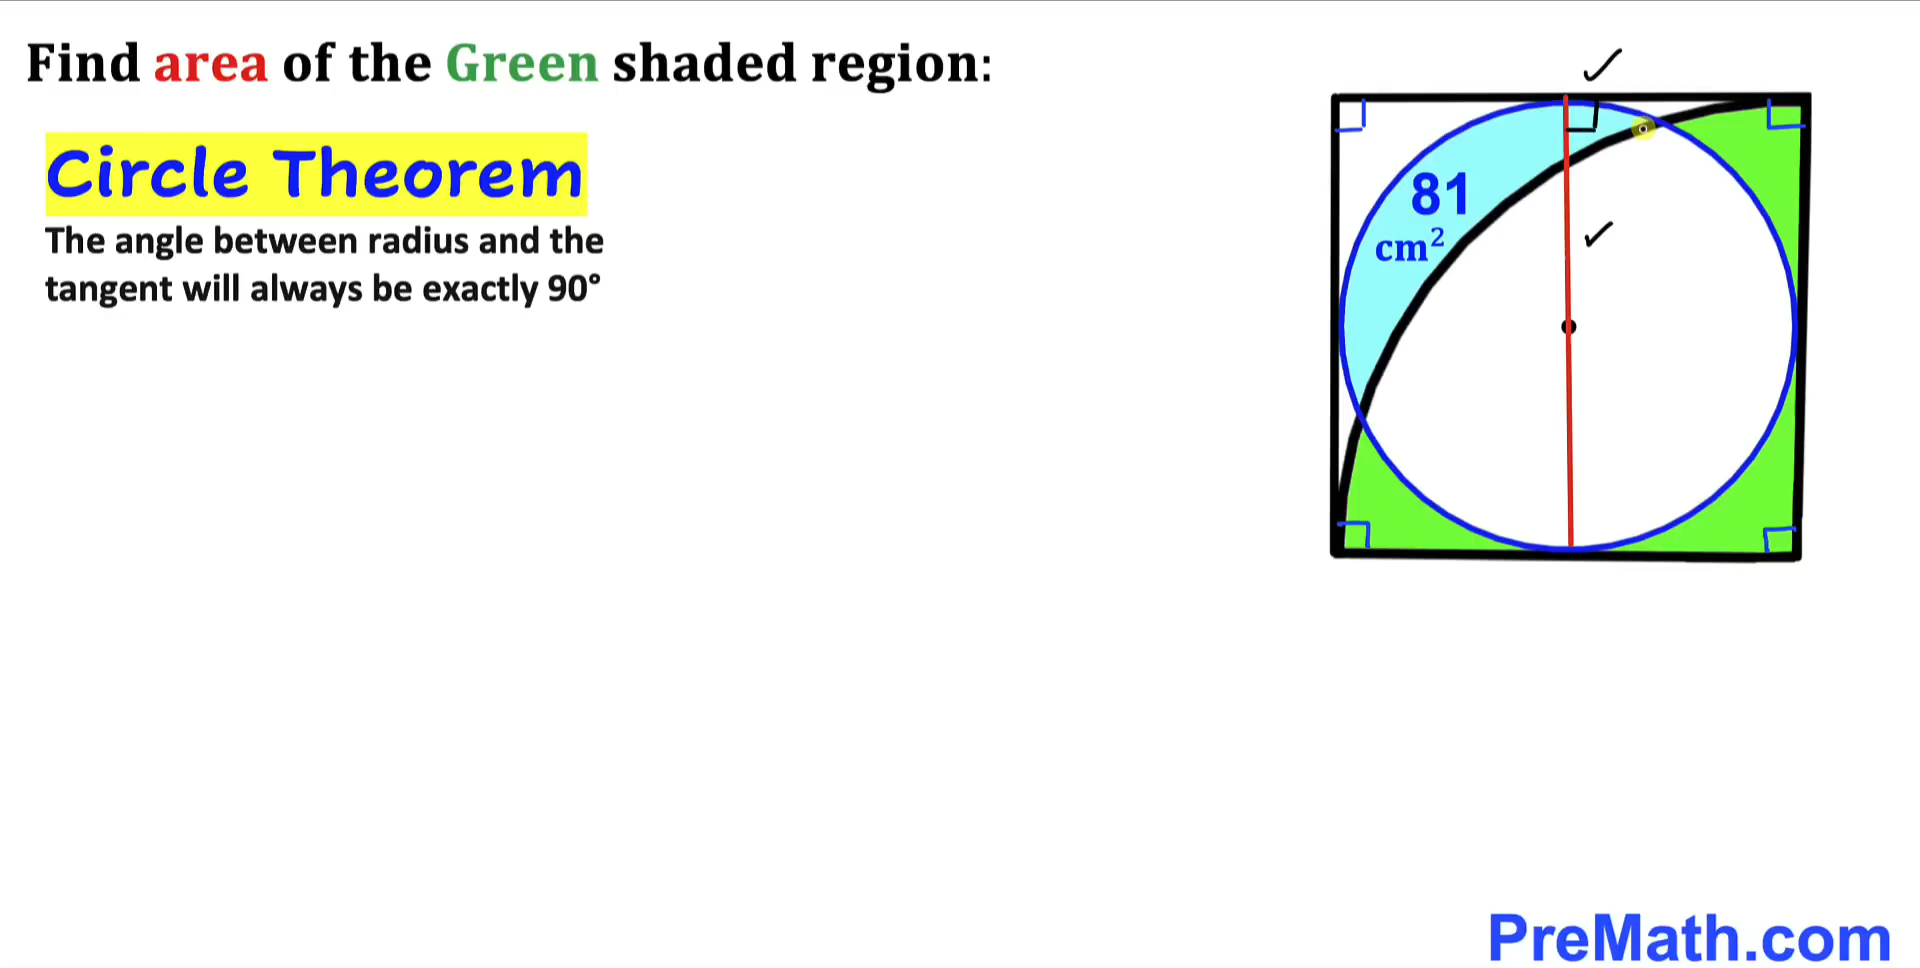 Find area of the Green shaded region:
Circle Theorem
The angle between radius and the
tangent will always be exactly 90°
81
cm²
PreMath.com